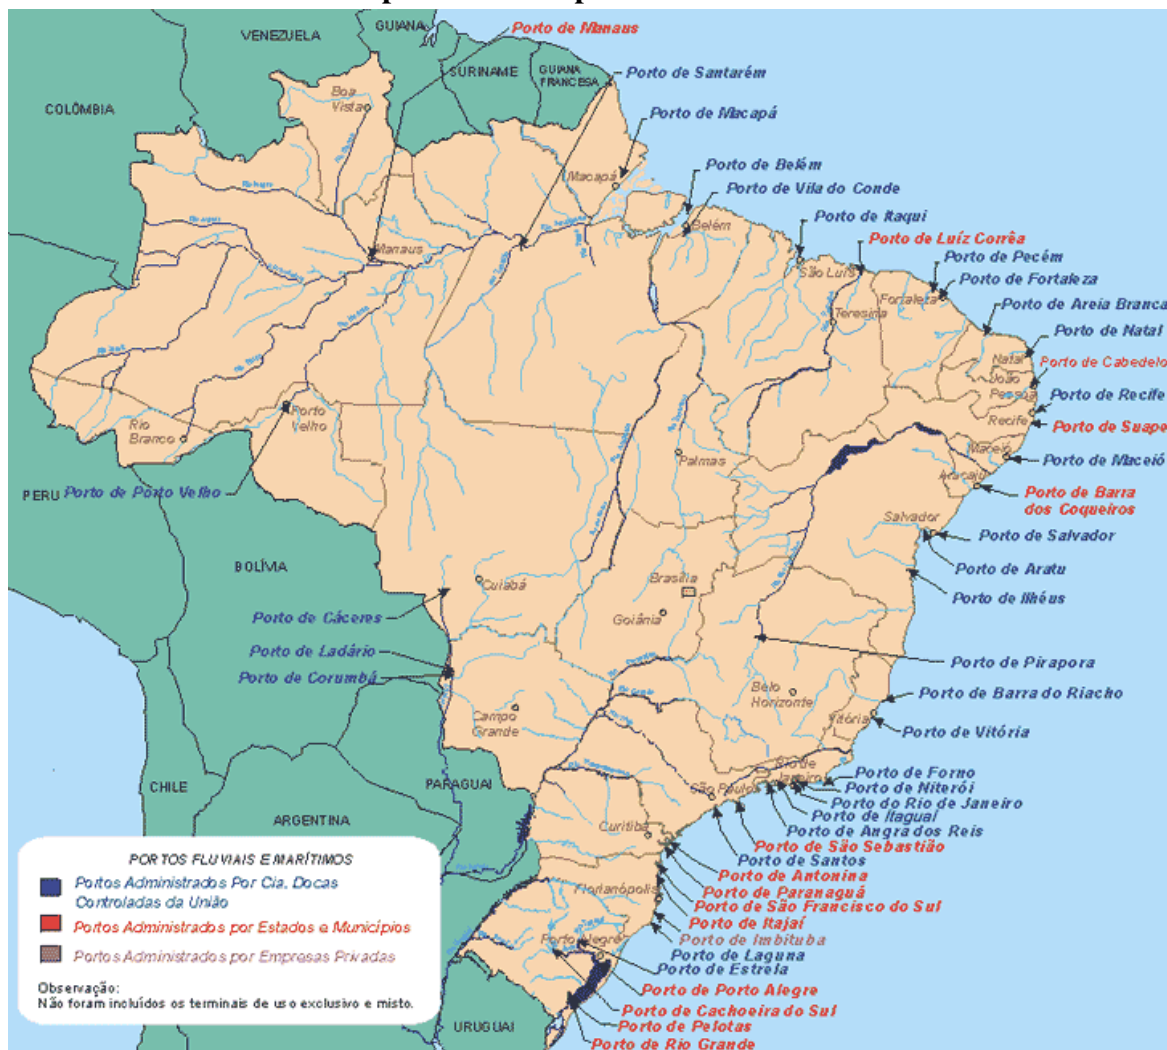 VENEZUELA
GUIANA
Porto de Manaus
SURINAME
GUIANA
FRANCESA
Porto de Santarém
COLÔMBIA
Boa
Vista
Porto de Macapá
Macapá
Porto de Belém
Porto de Vila do Conde
Belém
Porto de Itaqui
Manaus
Porto de Luíz Corrêa
Porto de Pecém
São Luís
Porto de Fortaleza
Fortaleza
Porto de Areia Branca
Teresina
Porto de Natal
Natal
Porto de Cabedelo
João
Pessoa
Porto de Recife
Recife
Porto de Suape
Porto
Velho
Rio
Branco
Maceió
Porto de Maceió
Palmas
Aracaju
PERU
Porto de Pôrto Velho
Porto de Barra
dos Coqueiros
Salvador
Porto de Salvador
BOLÍVIA
Porto de Aratu
Cuiabá
Brasília
Porto de Ilhéus
Porto de Cáceres
Goiânia
Porto de Ladário
Porto de Pirapora
Porto de Corumbá
Belo
Horizonte
Porto de Barra do Riacho
Campo
Grande
Vitória
Porto de Vitória
Rio de
Janeiro
Porto de Forno
PARAGUAI
CHILE
São Paulo
Porto de Niterói
Porto do Rio de Janeiro
Porto de Itaguaí
ARGENTINA
Curitiba
Porto de Angra dos Reis
Porto de São Sebastião
Porto de Santos
Porto de Antonina
Porto de Paranaguá
Florianópolis
Porto de São Francisco do Sul
Porto de Itajaí
Porto Alegre
Porto de Imbituba
Porto de Laguna
Porto de Estrela
Porto de Porto Alegre
Porto de Cachoeira do Sul
URUGUAI
Porto de Pelotas
Porto de Rio Grande
PORTOS FLUVIAIS E MARÍTIMOS
Portos Administrados Por Cia. Docas
Controladas da União
Portos Administrados por Estados e Municípios
Portos Administrados por Empresas Privadas
Observação:
Não foram incluídos os terminais de uso exclusivo e misto.